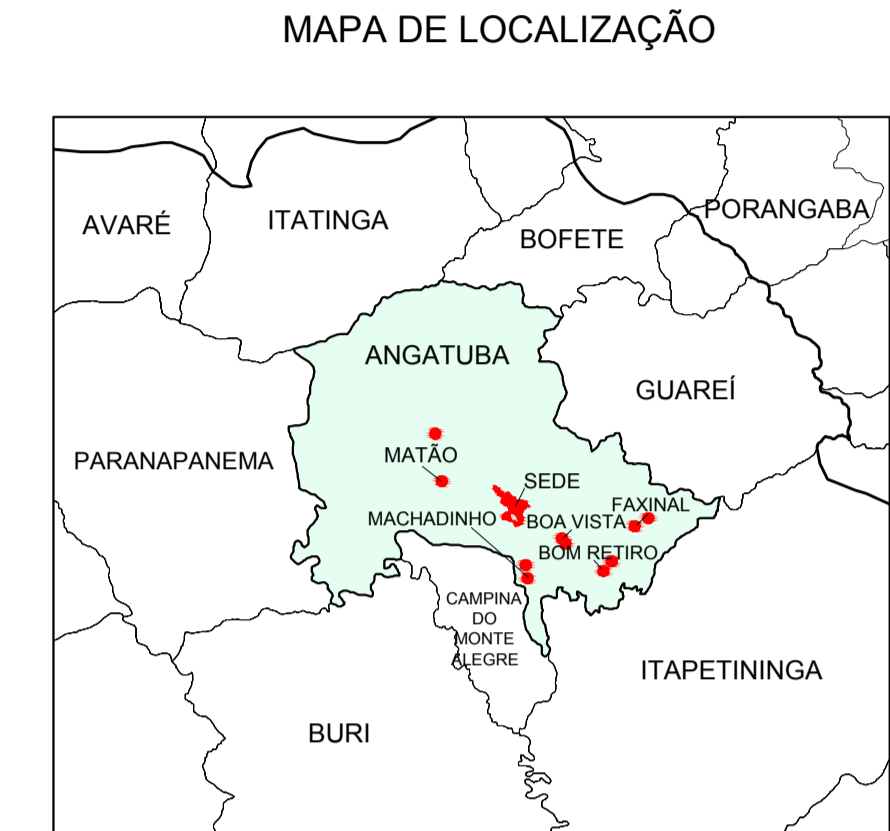 MAPA DE LOCALIZAÇÃO
PORANGABA
AVARÉ
ITATINGA
BOFETE
ANGATUBA
GUAREÍ
MATÃO
PARANAPANEMA
SEDE
FAXINAL
MACHADINHO
BOA VISTA
BOM RETIRO
CAMPINA
DO
MONTE
ALEGRE
ITAPETININGA
BURI